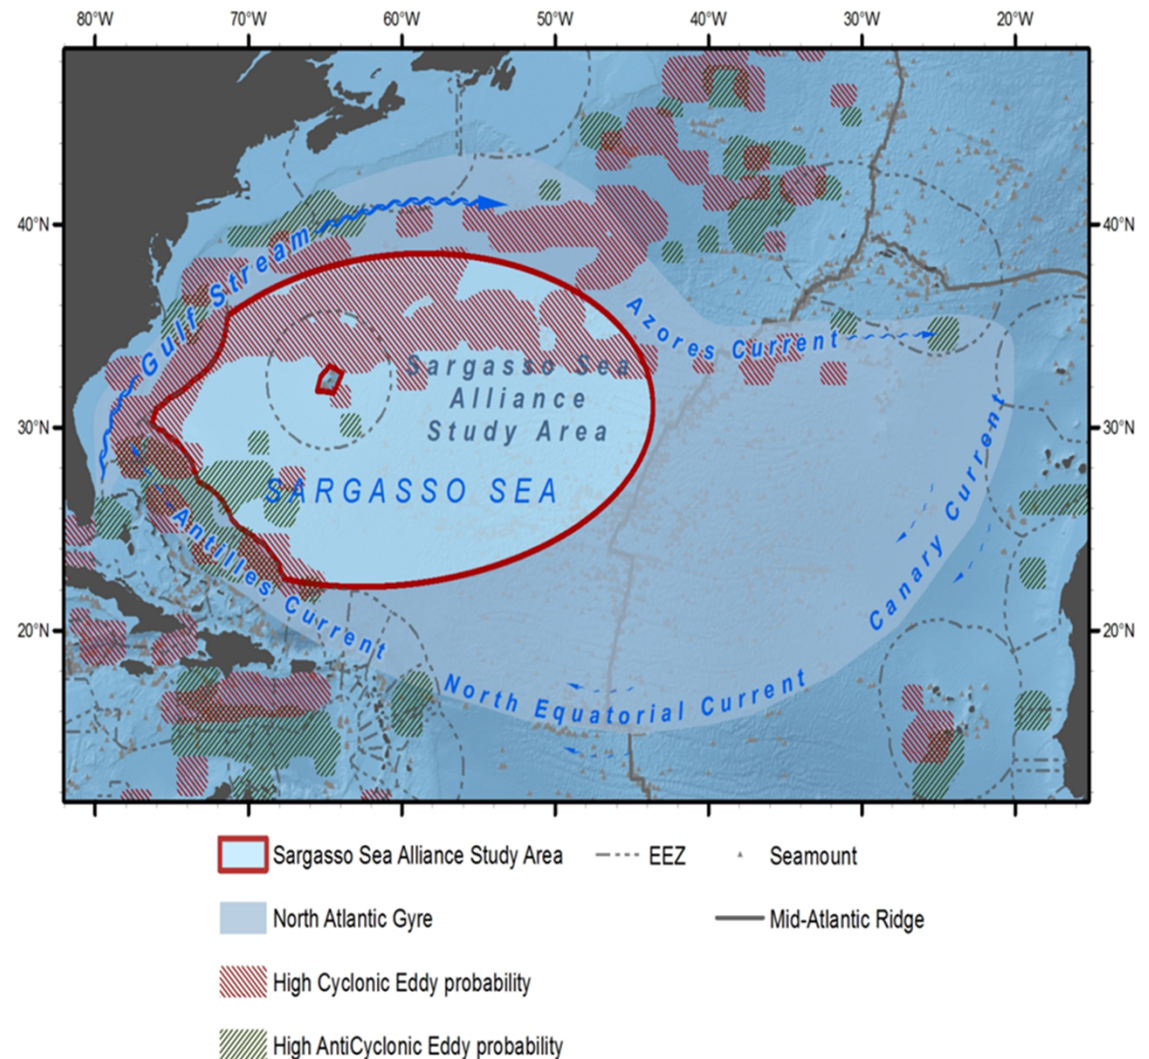 80°W 70°W 60°W 50°W 40°W 30°W 20°W
40°N 40°N
Gulf Stream
Azores Current
Sargasso Sea
Alliance
Study Area
30°N 30°N
SARGASSO SEA
Antilles Current
Canary Current
20°N 20°N
North Equatorial Current
Sargasso Sea Alliance Study Area EEZ Seamount
North Atlantic Gyre Mid-Atlantic Ridge
High Cyclonic Eddy probability
High AntiCyclonic Eddy probability